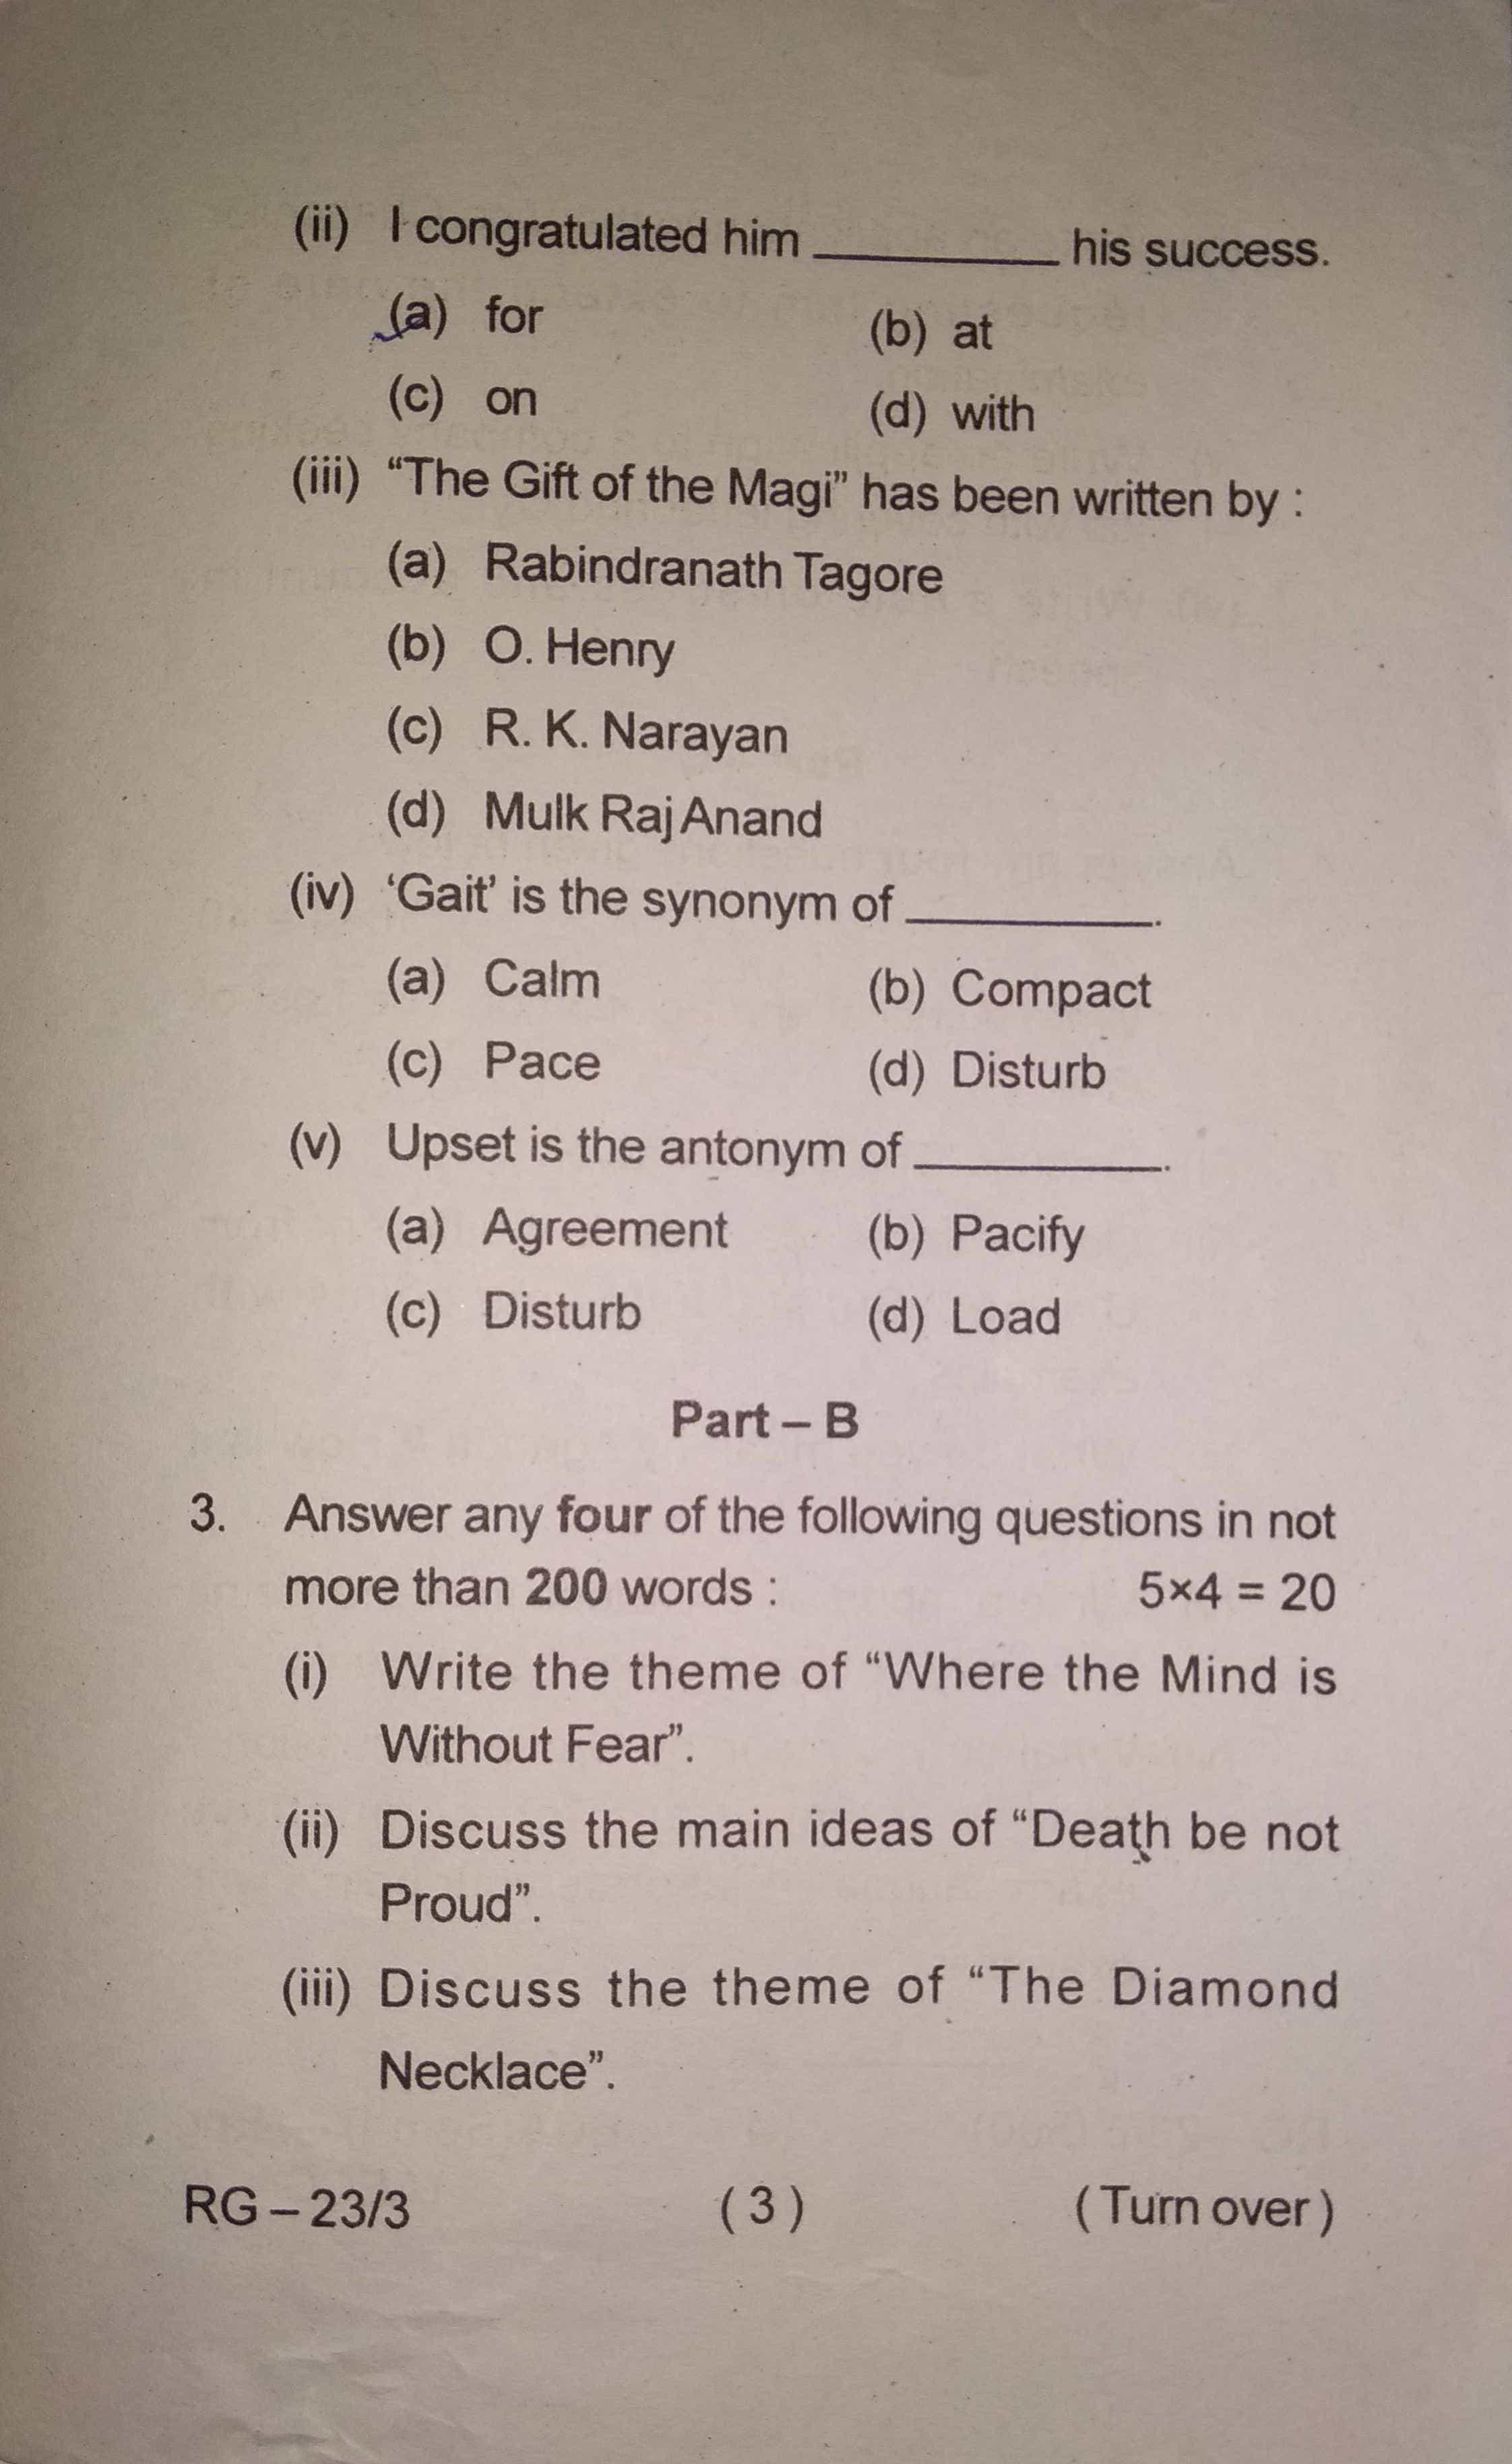 (ii) I congratulated him ________ his success.
(a) for (b) at
(c) on (d) with
(iii) “The Gift of the Magi” has been written by :
(a) Rabindranath Tagore
(b) O. Henry
(c) R. K. Narayan
(d) Mulk Raj Anand
(iv) ‘Gait’ is the synonym of ________.
(a) Calm (b) Compact
(c) Pace (d) Disturb
(v) Upset is the antonym of ________.
(a) Agreement (b) Pacify
(c) Disturb (d) Load
Part – B
3. Answer any four of the following questions in not
more than 200 words : 5×4 = 20
(i) Write the theme of “Where the Mind is
Without Fear”.
(ii) Discuss the main ideas of “Death be not
Proud”.
(iii) Discuss the theme of “The Diamond
Necklace”.
RG – 23/3 ( 3 ) ( Turn over )